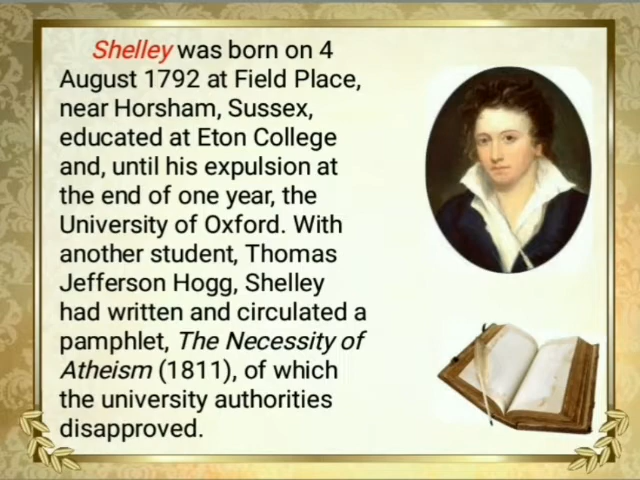 Shelley was born on 4
August 1792 at Field Place,
near Horsham, Sussex,
educated at Eton College
and, until his expulsion at
the end of one year, the
University of Oxford. With
another student, Thomas
Jefferson Hogg, Shelley
had written and circulated a
pamphlet, The Necessity of
Atheism (1811), of which
the university authorities
disapproved.